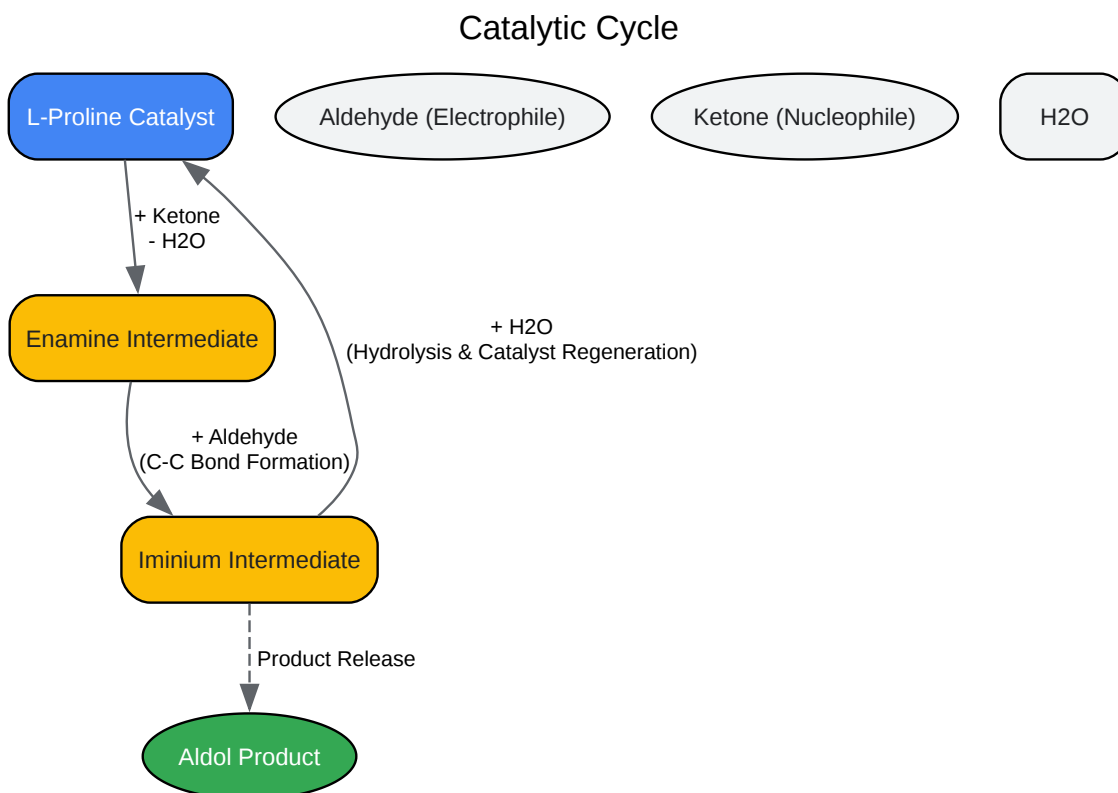 Catalytic Cycle
L-Proline Catalyst
Aldehyde (Electrophile)
Ketone (Nucleophile)
H2O
+ Ketone
- H2O
Enamine Intermediate
+ H2O
(Hydrolysis & Catalyst Regeneration)
+ Aldehyde
(C-C Bond Formation)
Iminium Intermediate
Product Release
Aldol Product